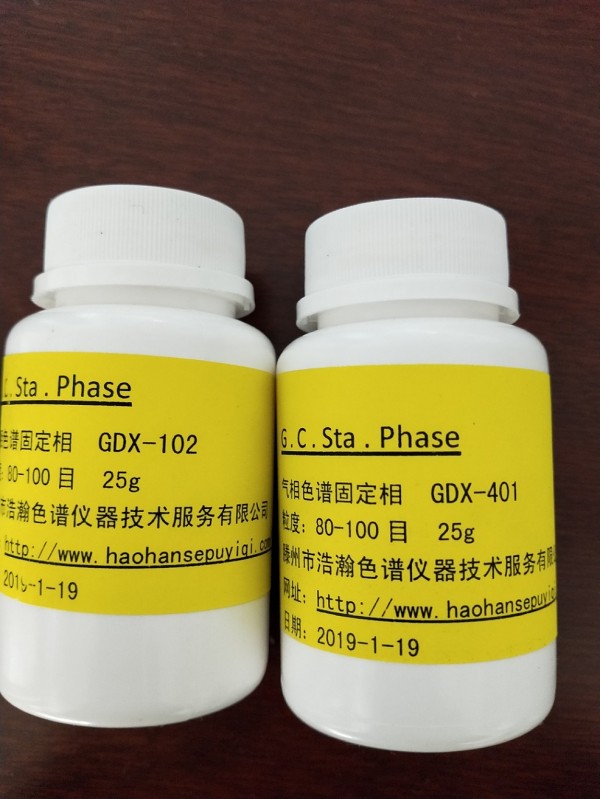 C. Sta . Phase
色谱固定相 GDX-102
80-100 目 25g
市浩瀚色谱仪器技术服务有限公司
http://www.haohansepuyiqi.com
2019-1-19
G.C.Sta . Phase
气相色谱固定相 GDX-401
粒度：80-100 目 25g
滕州市浩瀚色谱仪器技术服务有限
网址：http://www.haohansepuyiq
日期：2019-1-19